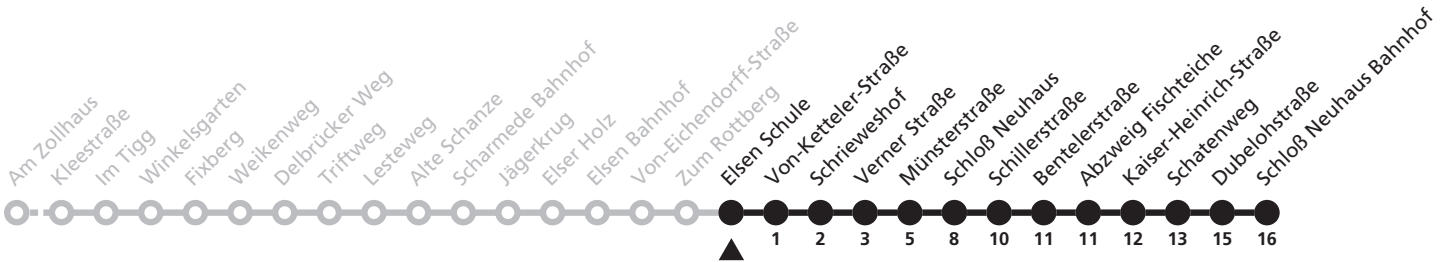 Am Zollhaus
Kleestraße
Im Tigg
Winkelsgarten
Fixberg
Weikenweg
Delbrücker Weg
Triftweg
Lesteweg
Alte Schanze
Scharmede Bahnhof
Jägerkrug
Elser Holz
Elsen Bahnhof
Von-Eichendorff-Straße
Zum Rottberg
Elsen Schule
Von-Ketteler-Straße
Schrieweshof
Verner Straße
Münsterstraße
Schloß Neuhaus
Schillerstraße
Bentelerstraße
Abzweig Fischteiche
Kaiser-Heinrich-Straße
Schatenweg
Dubelohstraße
Schloß Neuhaus Bahnhof
1 2 3 5 8 10 11 11 12 13 15 16